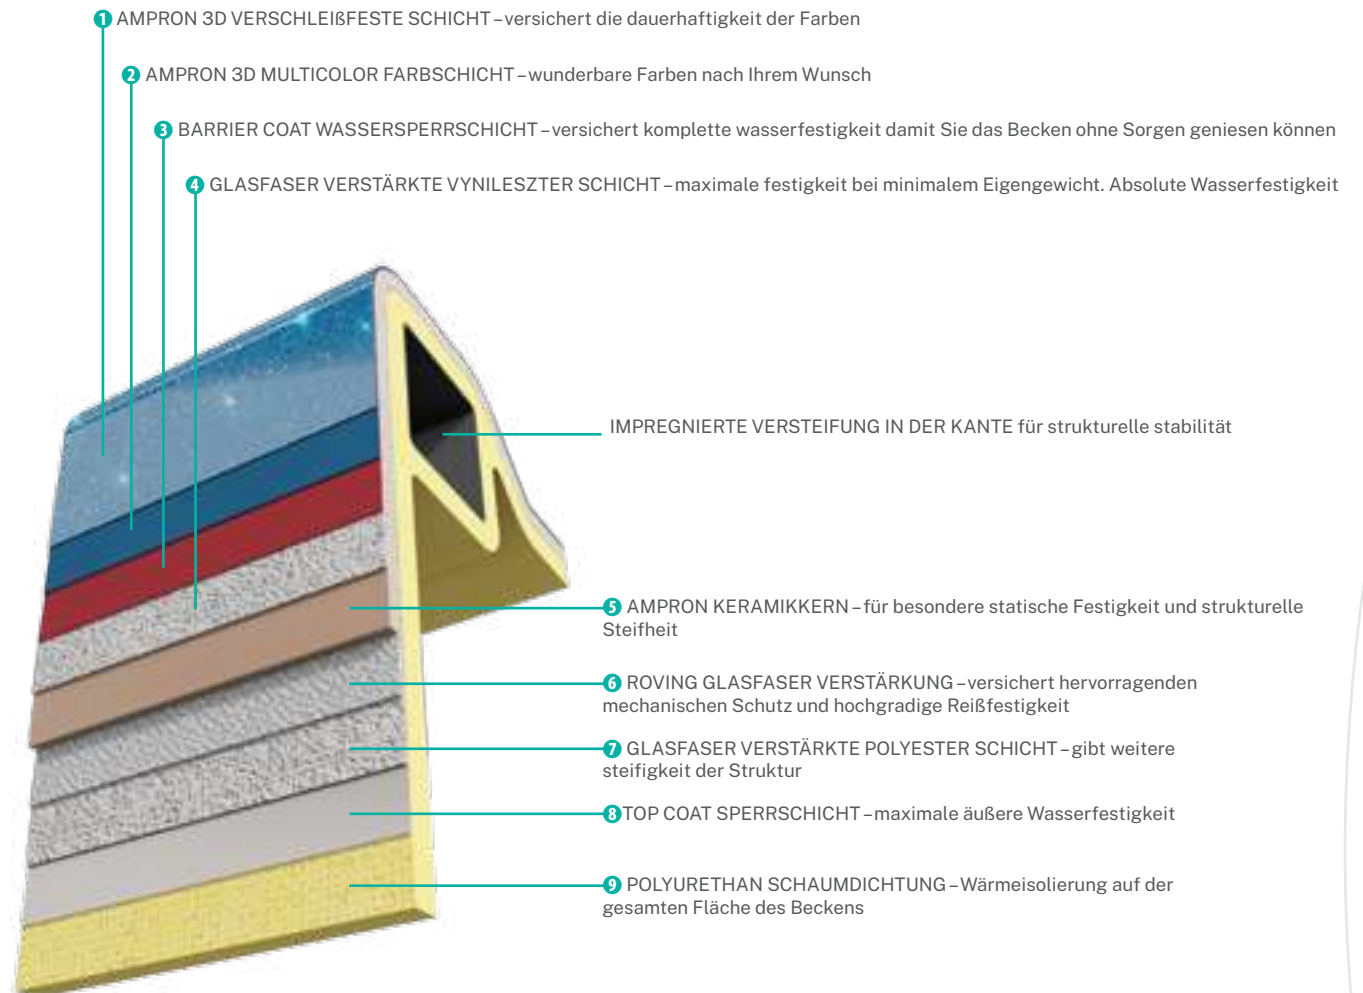 1 AMPRON 3D VERSCHLEIßFESTE SCHICHT – versichert die dauerhaftigkeit der Farben
2 AMPRON 3D MULTICOLOR FARBSCHICHT – wunderbare Farben nach Ihrem Wunsch
3 BARRIER COAT WASSERSPERRSCHICHT – versichert komplette wasserfestigkeit damit Sie das Becken ohne Sorgen geniesen können
4 GLASFASER VERSTÄRKTE VYNILESZTER SCHICHT – maximale festigkeit bei minimalem Eigengewicht. Absolute Wasserfestigkeit
IMPREGNIERTE VERSTEIFUNG IN DER KANTE für strukturelle stabilität
5 AMPRON KERAMIKKERN – für besondere statische Festigkeit und strukturelle
Steifheit
6 ROVING GLASFASER VERSTÄRKUNG – versichert hervorragenden
mechanischen Schutz und hochgradige Reißfestigkeit
7 GLASFASER VERSTÄRKTE POLYESTER SCHICHT – gibt weitere
steifigkeit der Struktur
8 TOP COAT SPERRSCHICHT – maximale äußere Wasserfestigkeit
9 POLYURETHAN SCHAUMDICHTUNG – Wärmeisolierung auf der
gesamten Fläche des Beckens